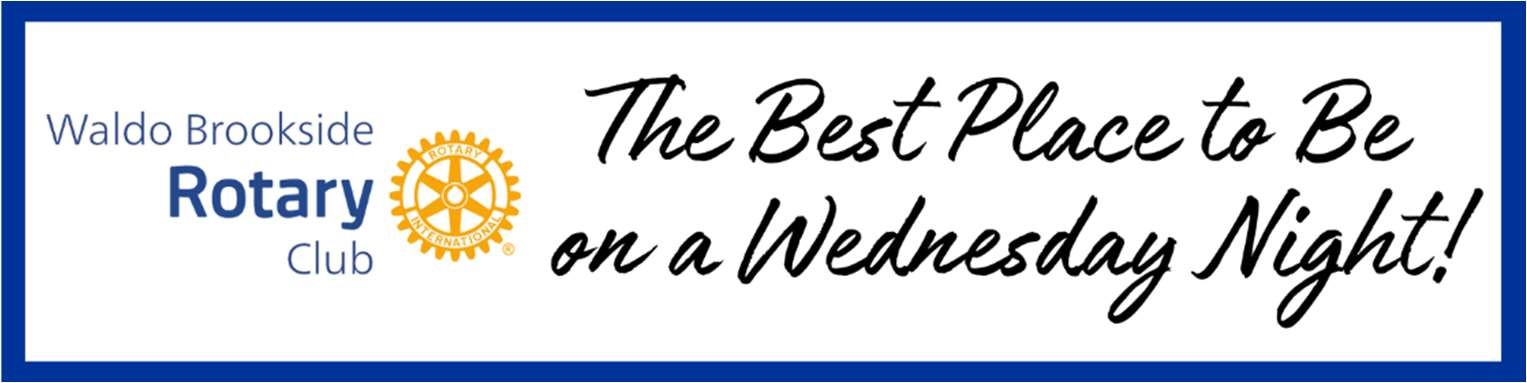 Waldo Brookside
Rotary
Club
ROTARY
INTERNATIONAL
®
The Best Place to Be
on a Wednesday Night!